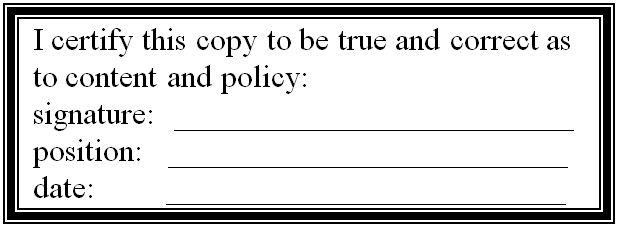 I certify this copy to be true and correct as
to content and policy:
signature:
position:
date: